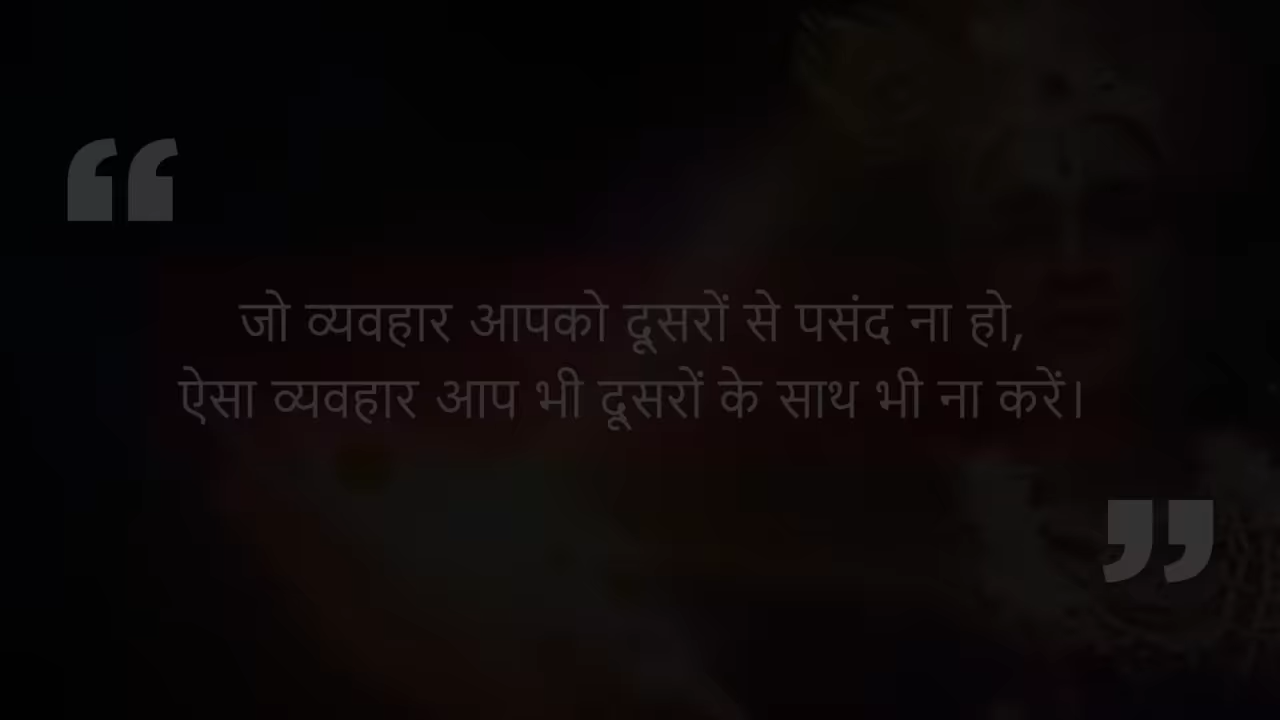 “
जो व्यवहार आपको दूसरों से पसंद ना हो,
ऐसा व्यवहार आप भी दूसरों के साथ भी ना करें।
”